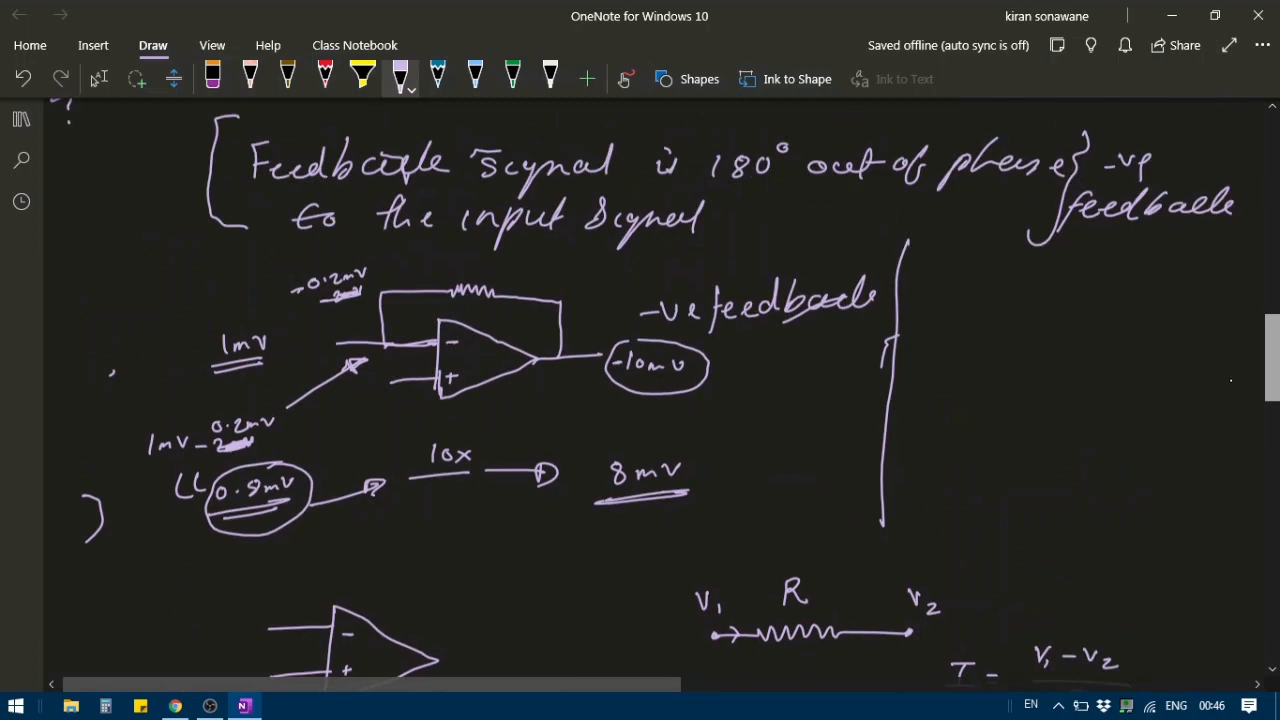 OneNote for Windows 10
kiran sonawane
Home Insert Draw View Help Class Notebook
Saved offline (auto sync is off)
Share
Shapes
Ink to Shape
Ink to Text
?
Feedback signal is 180° out of phase
-ve feedback
to the input signal
-0.2mv
-ve feedback
1mv
-
+
-10mv
0.2mv
1mv -
0.8mv
10x
8mv
V1 R V2
-
+
I = V1 - V2
EN
ENG 00:46